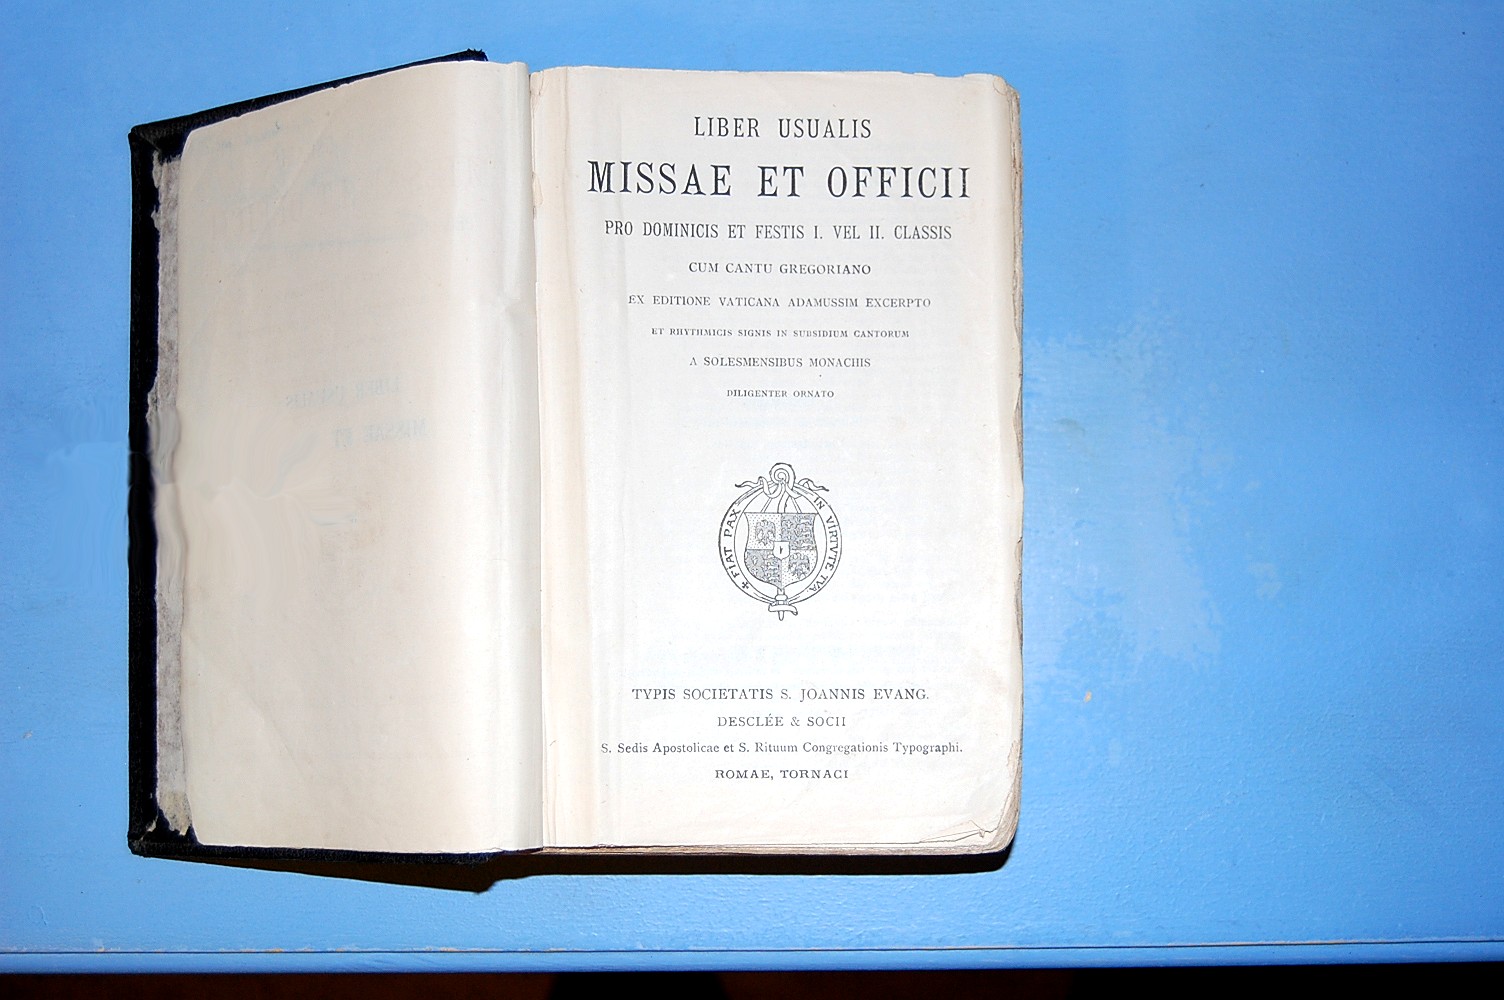 LIBER USUALIS
MISSAE ET OFFICII
PRO DOMINICIS ET FESTIS I. VEL II. CLASSIS
CUM CANTU GREGORIANO
EX EDITIONE VATICANA ADAMUSSIM EXCERPTO
ET RHYTHMICIS SIGNIS IN SUBSIDIUM CANTORUM
A SOLESMENSIBUS MONACHIS
DILIGENTER ORNATO
✠ FIAT PAX IN VIRTVTE TVA
TYPIS SOCIETATIS S. JOANNIS EVANG.
DESCLÉE & SOCII
S. Sedis Apostolicae et S. Rituum Congregationis Typographi.
ROMAE, TORNACI